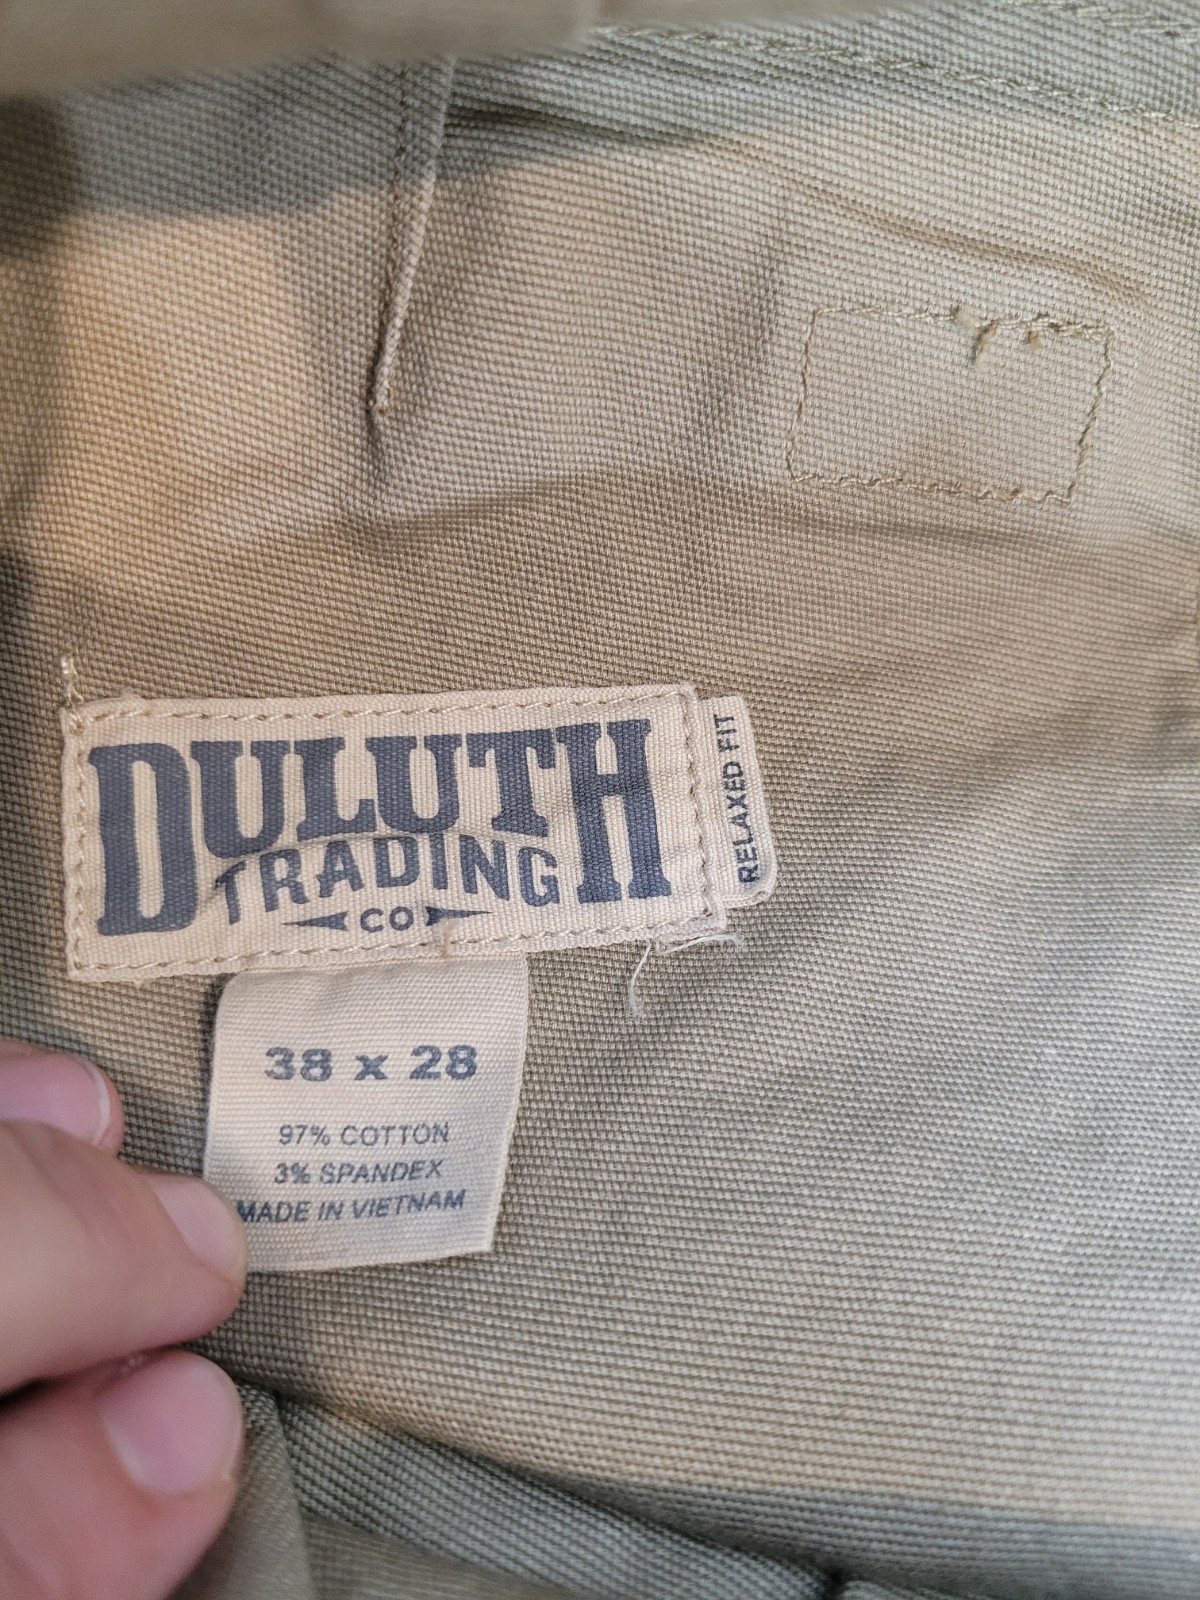 DULUTH
TRADING
CO
RELAXED FIT
38 x 28
97% COTTON
3% SPANDEX
MADE IN VIETNAM